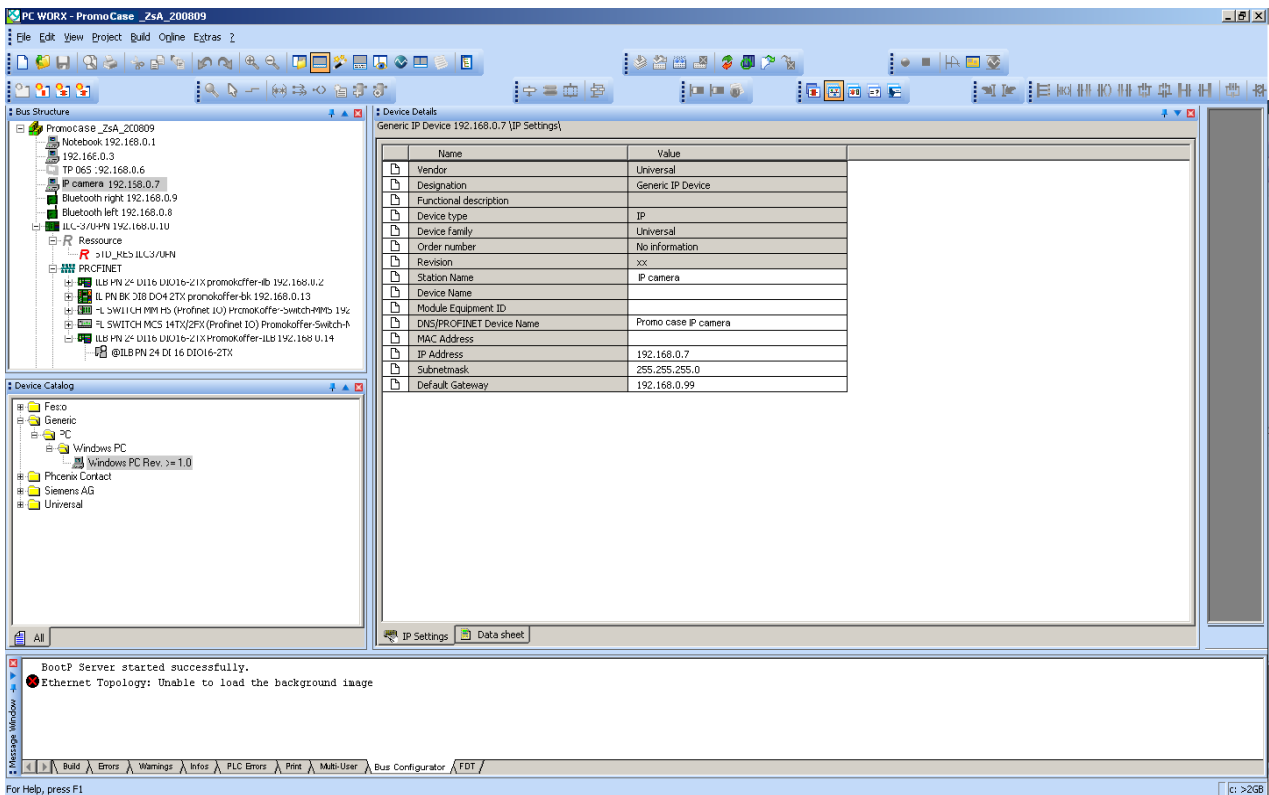 PC WORX - PromoCase _ZsA_200809
File Edit View Project Build Online Extras ?
Bus Structure
Promocase _ZsA_200809
Notebook 192.168.0.1
192.168.0.3
TP 065 192.168.0.6
IP camera 192.158.0.7
Bluetooth right 192.168.0.9
Bluetooth left 192.168.0.8
ILC-370-PN 192.168.0.10
R Ressource
R STD_RES ILC370PN
PROFINET
ILB PN 24 DI16 DIO16-2TX promokoffer-ilb 192.168.0.2
IL PN BK DI8 DO4 2TX promokoffer-bk 192.168.0.13
FL SWITCH MM HS (Profinet IO) PromoKoffer-Switch-MMS 192
FL SWITCH MCS 14TX/2FX (Profinet IO) Promokoffer-Switch-M
ILB PN 24 DI16 DIO16-2TX PromoKoffer-ILB 192.168.0.14
@ILB PN 24 DI 16 DIO16-2TX
Device Catalog
Festo
Generic
PC
Windows PC
Windows PC Rev. >= 1.0
Phoenix Contact
Siemens AG
Universal
All
Device Details
Generic IP Device 192.168.0.7 \IP Settings\
Name Value
Vendor Universal
Designation Generic IP Device
Functional description
Device type IP
Device family Universal
Order number No information
Revision xx
Station Name IP camera
Device Name
Module Equipment ID
DNS/PROFINET Device Name Promo case IP camera
MAC Address
IP Address 192.168.0.7
Subnetmask 255.255.255.0
Default Gateway 192.168.0.99
IP Settings Data sheet
Message Window
BootP Server started successfully.
Ethernet Topology: Unable to load the background image
Build Errors Warnings Infos PLC Errors Print Multi-User Bus Configurator FDT
For Help, press F1
c: >2GB